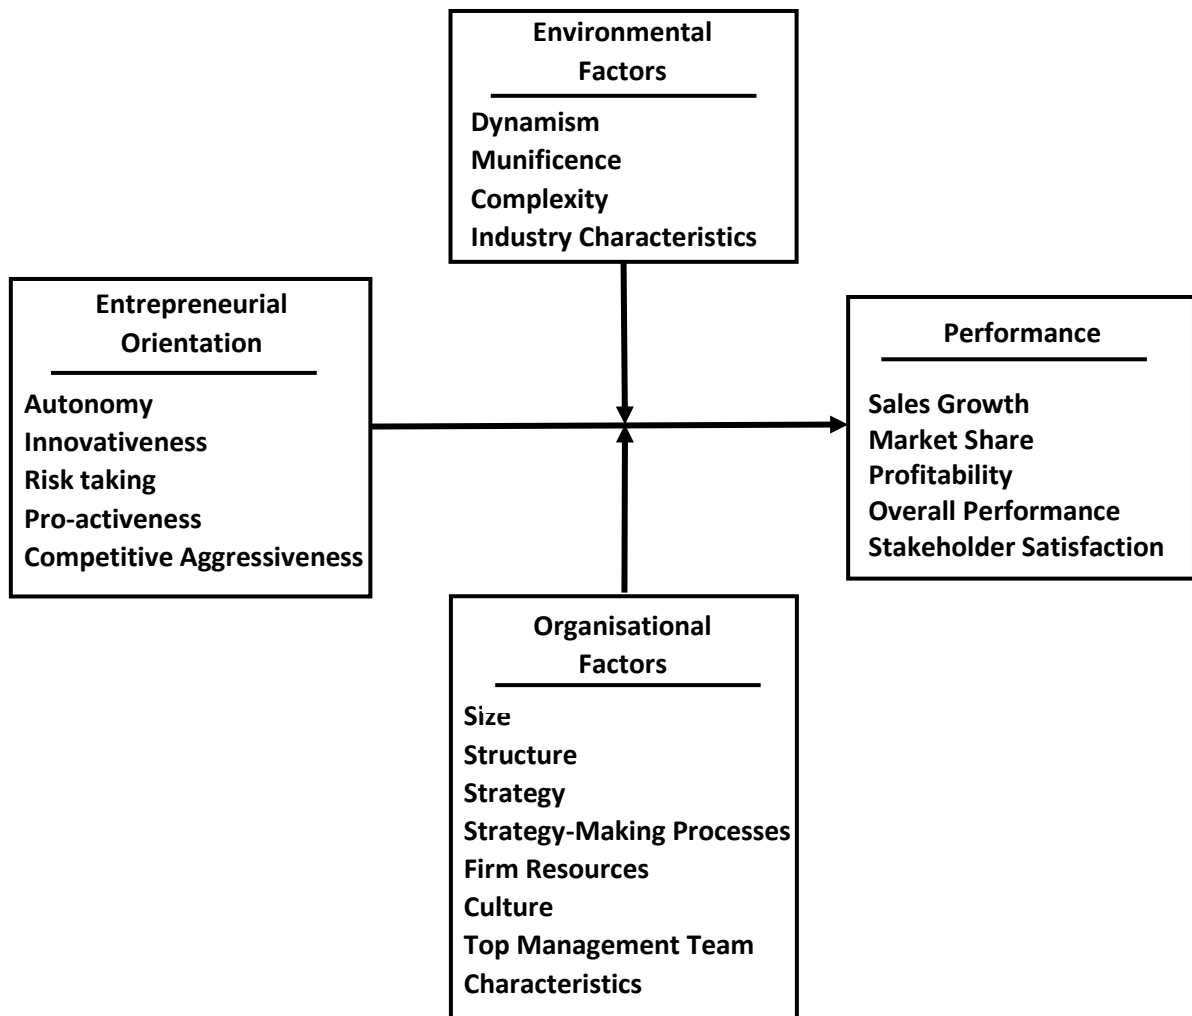 Environmental
Factors
Dynamism
Munificence
Complexity
Industry Characteristics
Entrepreneurial
Orientation
Autonomy
Innovativeness
Risk taking
Pro-activeness
Competitive Aggressiveness
Performance
Sales Growth
Market Share
Profitability
Overall Performance
Stakeholder Satisfaction
Organisational
Factors
Size
Structure
Strategy
Strategy-Making Processes
Firm Resources
Culture
Top Management Team
Characteristics